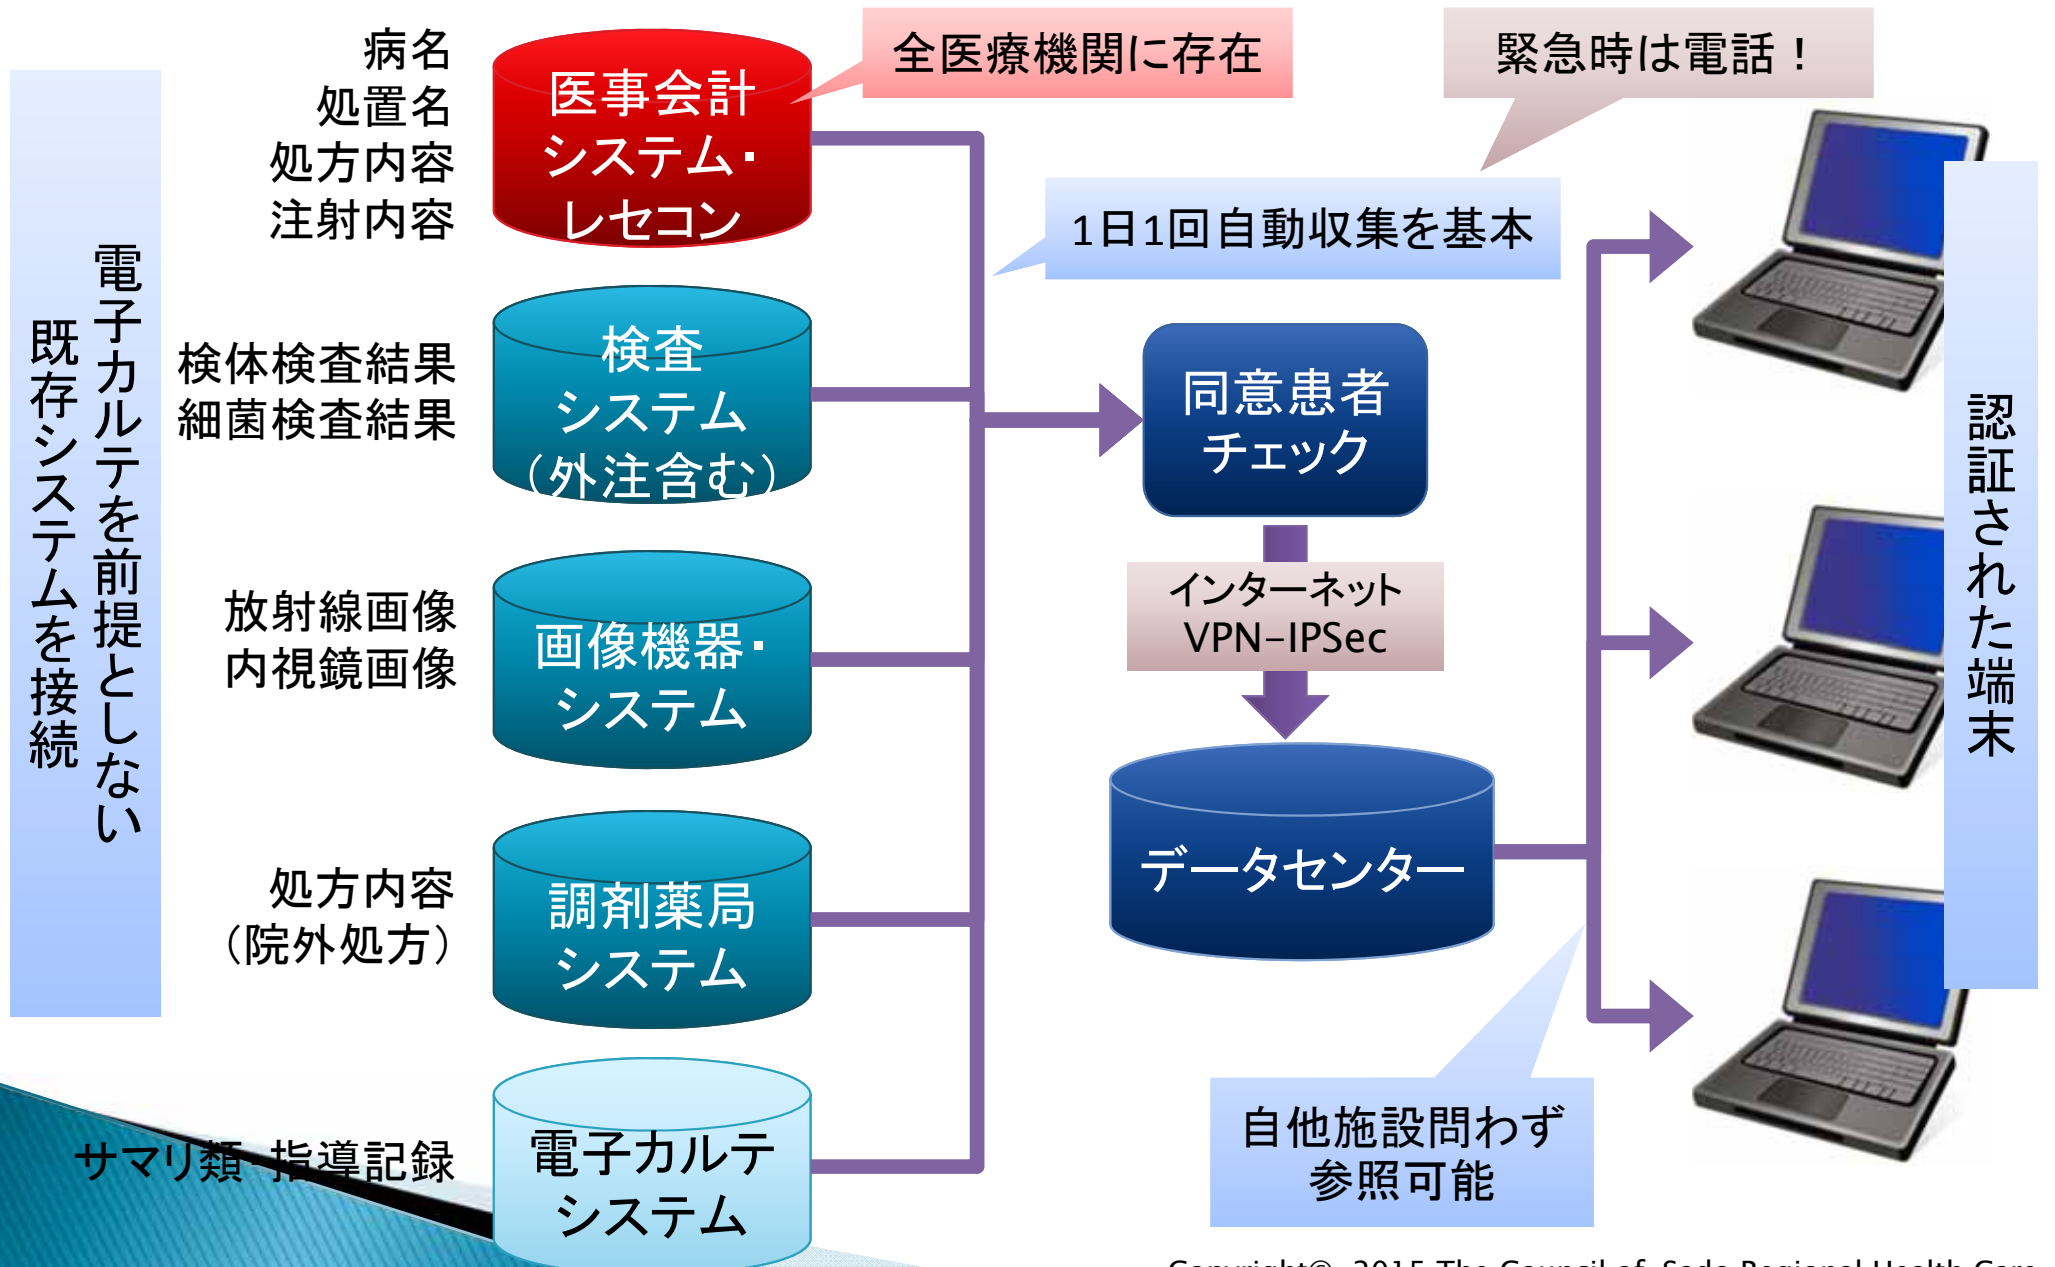 電子カルテを前提としない
既存システムを接続
病名
処置名
処方内容
注射内容
医事会計
システム・
レセコン
全医療機関に存在
緊急時は電話！
1日1回自動収集を基本
検体検査結果
細菌検査結果
検査
システム
（外注含む）
同意患者
チェック
放射線画像
内視鏡画像
画像機器・
システム
インターネット
VPN-IPSec
データセンター
処方内容
（院外処方）
調剤薬局
システム
サマリ類・指導記録
電子カルテ
システム
自他施設問わず
参照可能
認証された端末
Copyright© 2015 The Council of Sado Regional Health Care